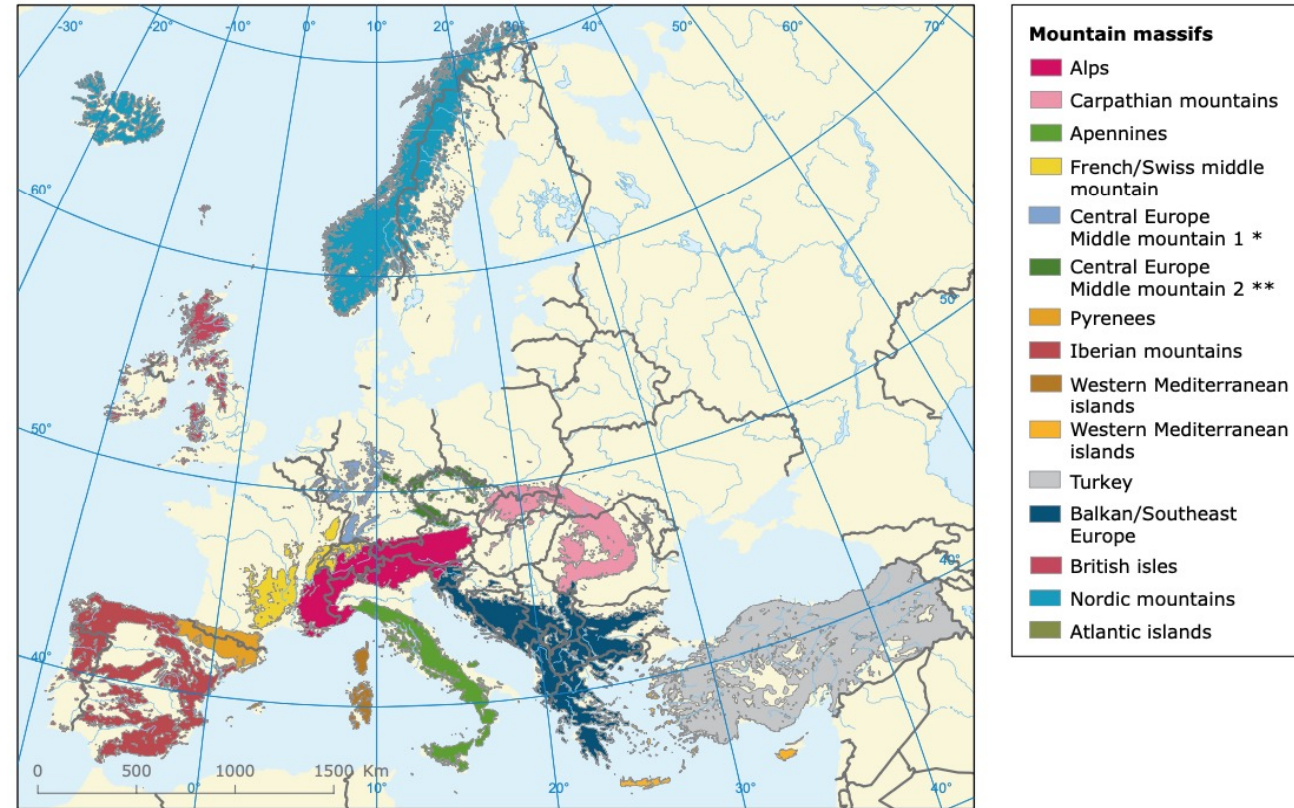 -30°
-20°
-10°
0°
10°
20°
30°
40°
50°
60°
70°
60°
50°
50°
40°
40°
0
500
1000
1500 Km
0°
10°
20°
30°
40°
Mountain massifs
Alps
Carpathian mountains
Apennines
French/Swiss middle
mountain
Central Europe
Middle mountain 1 *
Central Europe
Middle mountain 2 **
Pyrenees
Iberian mountains
Western Mediterranean
islands
Western Mediterranean
islands
Turkey
Balkan/Southeast
Europe
British isles
Nordic mountains
Atlantic islands